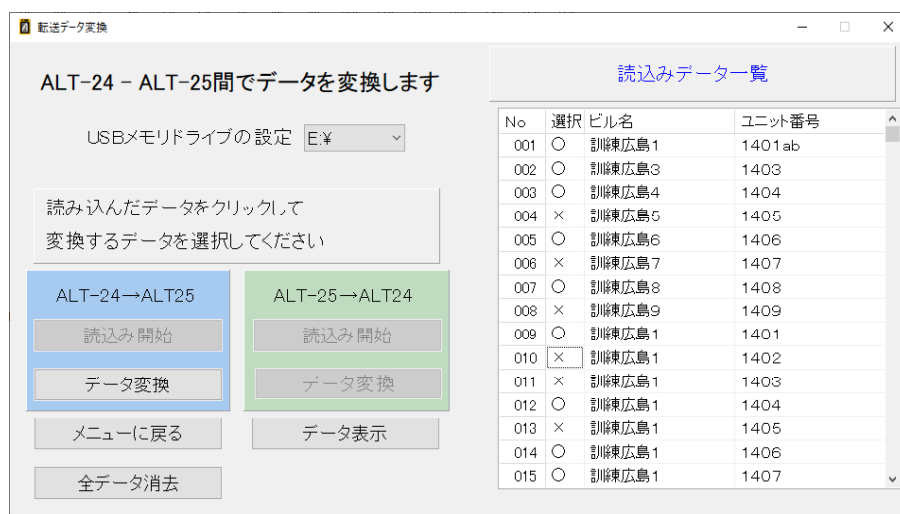 転送データ変換
ALT-24 - ALT-25間でデータを変換します
USBメモリドライブの設定 E:¥
読み込んだデータをクリックして
変換するデータを選択してください
ALT-24→ALT25
読込み開始
データ変換
ALT-25→ALT24
読込み開始
データ変換
メニューに戻る
データ表示
全データ消去
読込みデータ一覧
No 選択 ビル名 ユニット番号
001 ○ 訓練広島1 1401ab
002 ○ 訓練広島3 1403
003 ○ 訓練広島4 1404
004 × 訓練広島5 1405
005 ○ 訓練広島6 1406
006 × 訓練広島7 1407
007 ○ 訓練広島8 1408
008 × 訓練広島9 1409
009 ○ 訓練広島1 1401
010 × 訓練広島1 1402
011 × 訓練広島1 1403
012 ○ 訓練広島1 1404
013 × 訓練広島1 1405
014 ○ 訓練広島1 1406
015 ○ 訓練広島1 1407